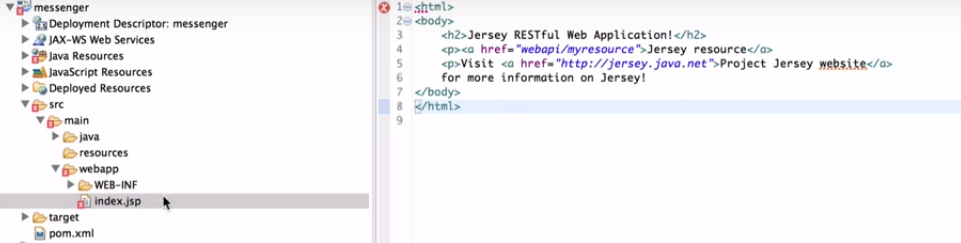 messenger
Deployment Descriptor: messenger
JAX-WS Web Services
Java Resources
JavaScript Resources
Deployed Resources
src
main
java
resources
webapp
WEB-INF
index.jsp
target
pom.xml
1 <html>
2 <body>
3 <h2>Jersey RESTful Web Application!</h2>
4 <p><a href="webapi/myresource">Jersey resource</a>
5 <p>Visit <a href="http://jersey.java.net">Project Jersey website</a>
6 for more information on Jersey!
7 </body>
8 </html>
9